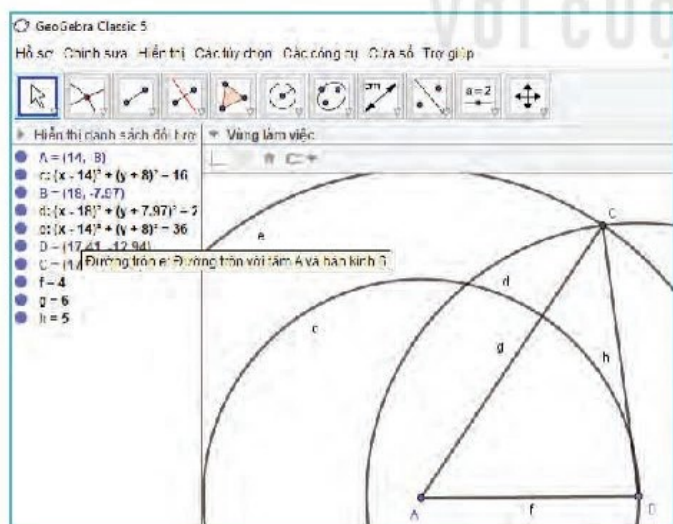 VỚI CUỘ
GeoGebra Classic 5
Hồ sơ Chỉnh sửa Hiển thị Các tùy chọn Các công cụ Cửa sổ Trợ giúp
a = 2
Hiển thị danh sách đối tượ
Vùng làm việc
A = (14, -8)
c: (x - 14)² + (y + 8)² = 16
B = (18, -7.97)
d: (x - 18)² + (y + 7.97)² = 2
e: (x - 14)² + (y + 8)² = 36
D = (17.41, -12.94)
Đường tròn e: Đường tròn với tâm A và bán kính 6
f = 4
g = 6
h = 5
C
e
d
c
g
h
A
f
B